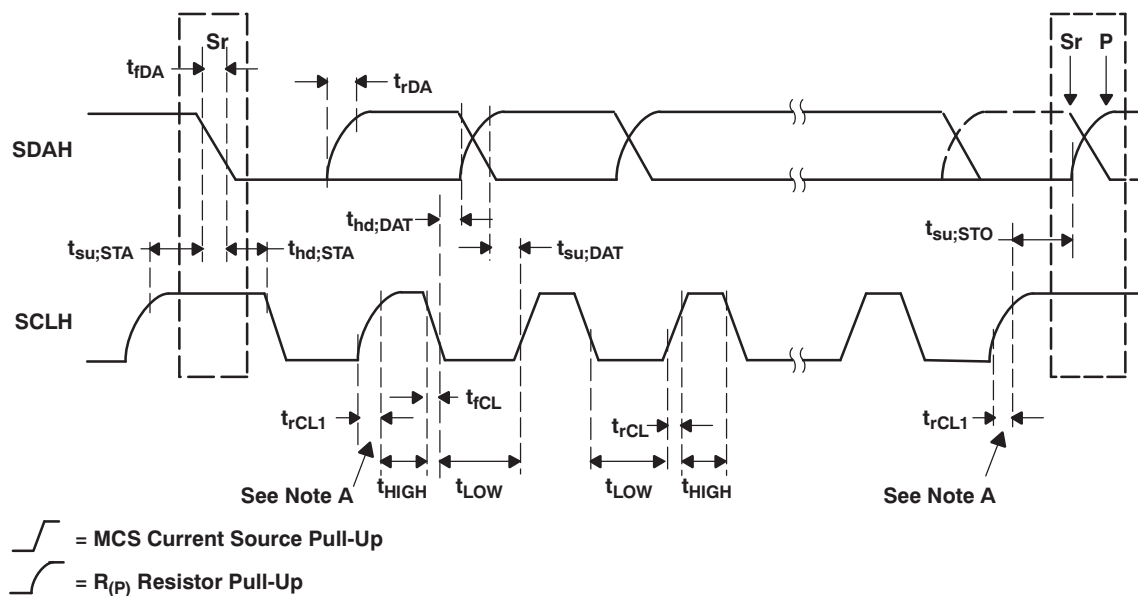 Sr
Sr P
tfDA
trDA
SDAH
thd;DAT
tsu;STA
thd;STA
tsu;DAT
tsu;STO
SCLH
tfCL
trCL1
trCL
trCL1
See Note A
tHIGH
tLOW
tLOW
tHIGH
See Note A
= MCS Current Source Pull-Up
= R(P) Resistor Pull-Up